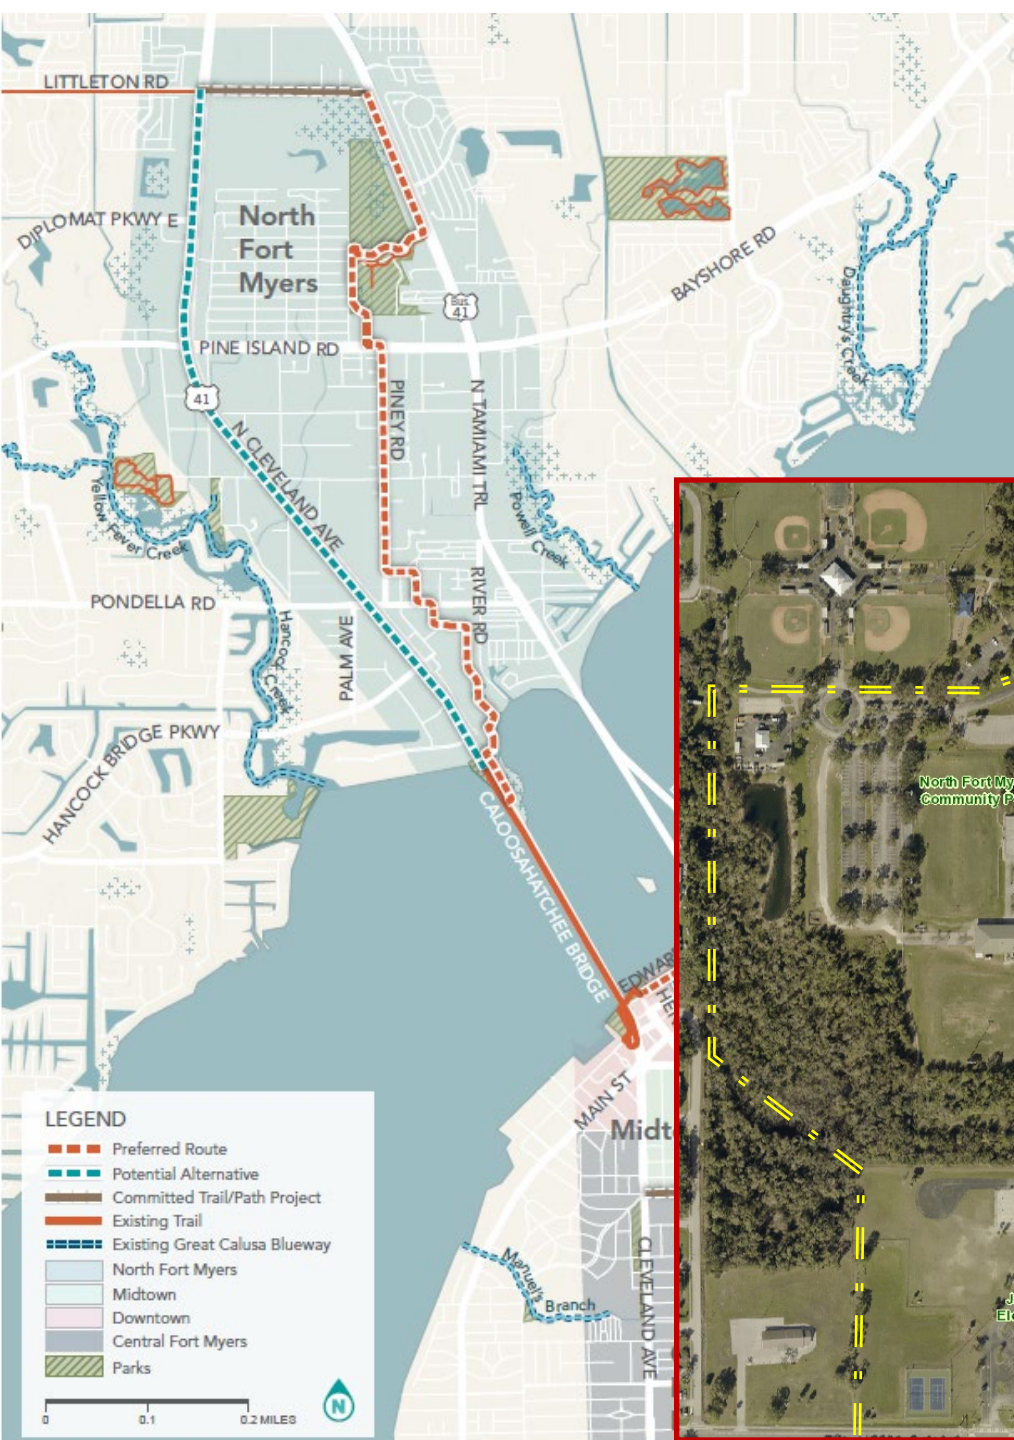 LITTLETON RD
DIPLOMAT PKWY E
North
Fort
Myers
Bus.
41
BAYSHORE RD
Daughtry's Creek
PINE ISLAND RD
41
N CLEVELAND AVE
PINEY RD
N TAMIAMI TRL
Yellow Fever Creek
Powell Creek
RIVER RD
PONDELLA RD
Hancock Creek
PALM AVE
HANCOCK BRIDGE PKWY
CALOOSAHATCHEE BRIDGE
North Fort My
Community P
EDWAR
HEN
MAIN ST
Midt
CLEVELAND AVE
Manuel's
Branch
J
Ele
LEGEND
Preferred Route
Potential Alternative
Committed Trail/Path Project
Existing Trail
Existing Great Calusa Blueway
North Fort Myers
Midtown
Downtown
Central Fort Myers
Parks
0
0.1
0.2 MILES
N